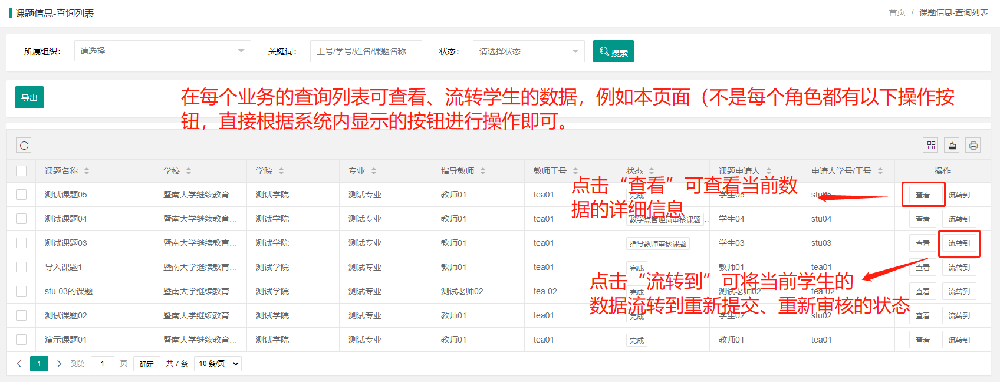 课题信息-查询列表
首页 / 课题信息-查询列表
所属组织： 请选择 关键词： 工号/学号/姓名/课题名称 状态： 请选择状态 搜索
导出
在每个业务的查询列表可查看、流转学生的数据，例如本页面（不是每个角色都有以下操作按
钮，直接根据系统内显示的按钮进行操作即可。
课题名称 学校 学院 专业 指导教师 教师工号 状态 课题申请人 申请人学号/工号 操作
点击“查看”可查看当前数
据的详细信息
测试课题05 暨南大学继续教育... 测试学院 测试专业 教师01 tea01 完成 学生05 stu05 查看 流转到
测试课题04 暨南大学继续教育... 测试学院 测试专业 教师01 tea01 教学点管理员审核课题 ... 学生04 stu04 查看 流转到
测试课题03 暨南大学继续教育... 测试学院 测试专业 教师01 tea01 指导教师审核课题 学生03 stu03 查看 流转到
导入课题1 暨南大学继续教育... 测试学院 测试专业 教师01 tea01 完成 教师01 tea01 查看 流转到
点击“流转到”可将当前学生的
数据流转到重新提交、重新审核的状态
stu-03的课题 暨南大学继续教育... 测试学院 测试专业 测试老师02 tea-02 完成 测试老师02 tea-02 查看 流转到
测试课题02 暨南大学继续教育... 测试学院 测试专业 教师01 tea01 完成 学生02 stu02 查看 流转到
演示课题01 暨南大学继续教育... 测试学院 测试专业 教师01 tea01 完成 教师01 tea01 查看 流转到
1 到第 1 页 确定 共 7 条 10 条/页